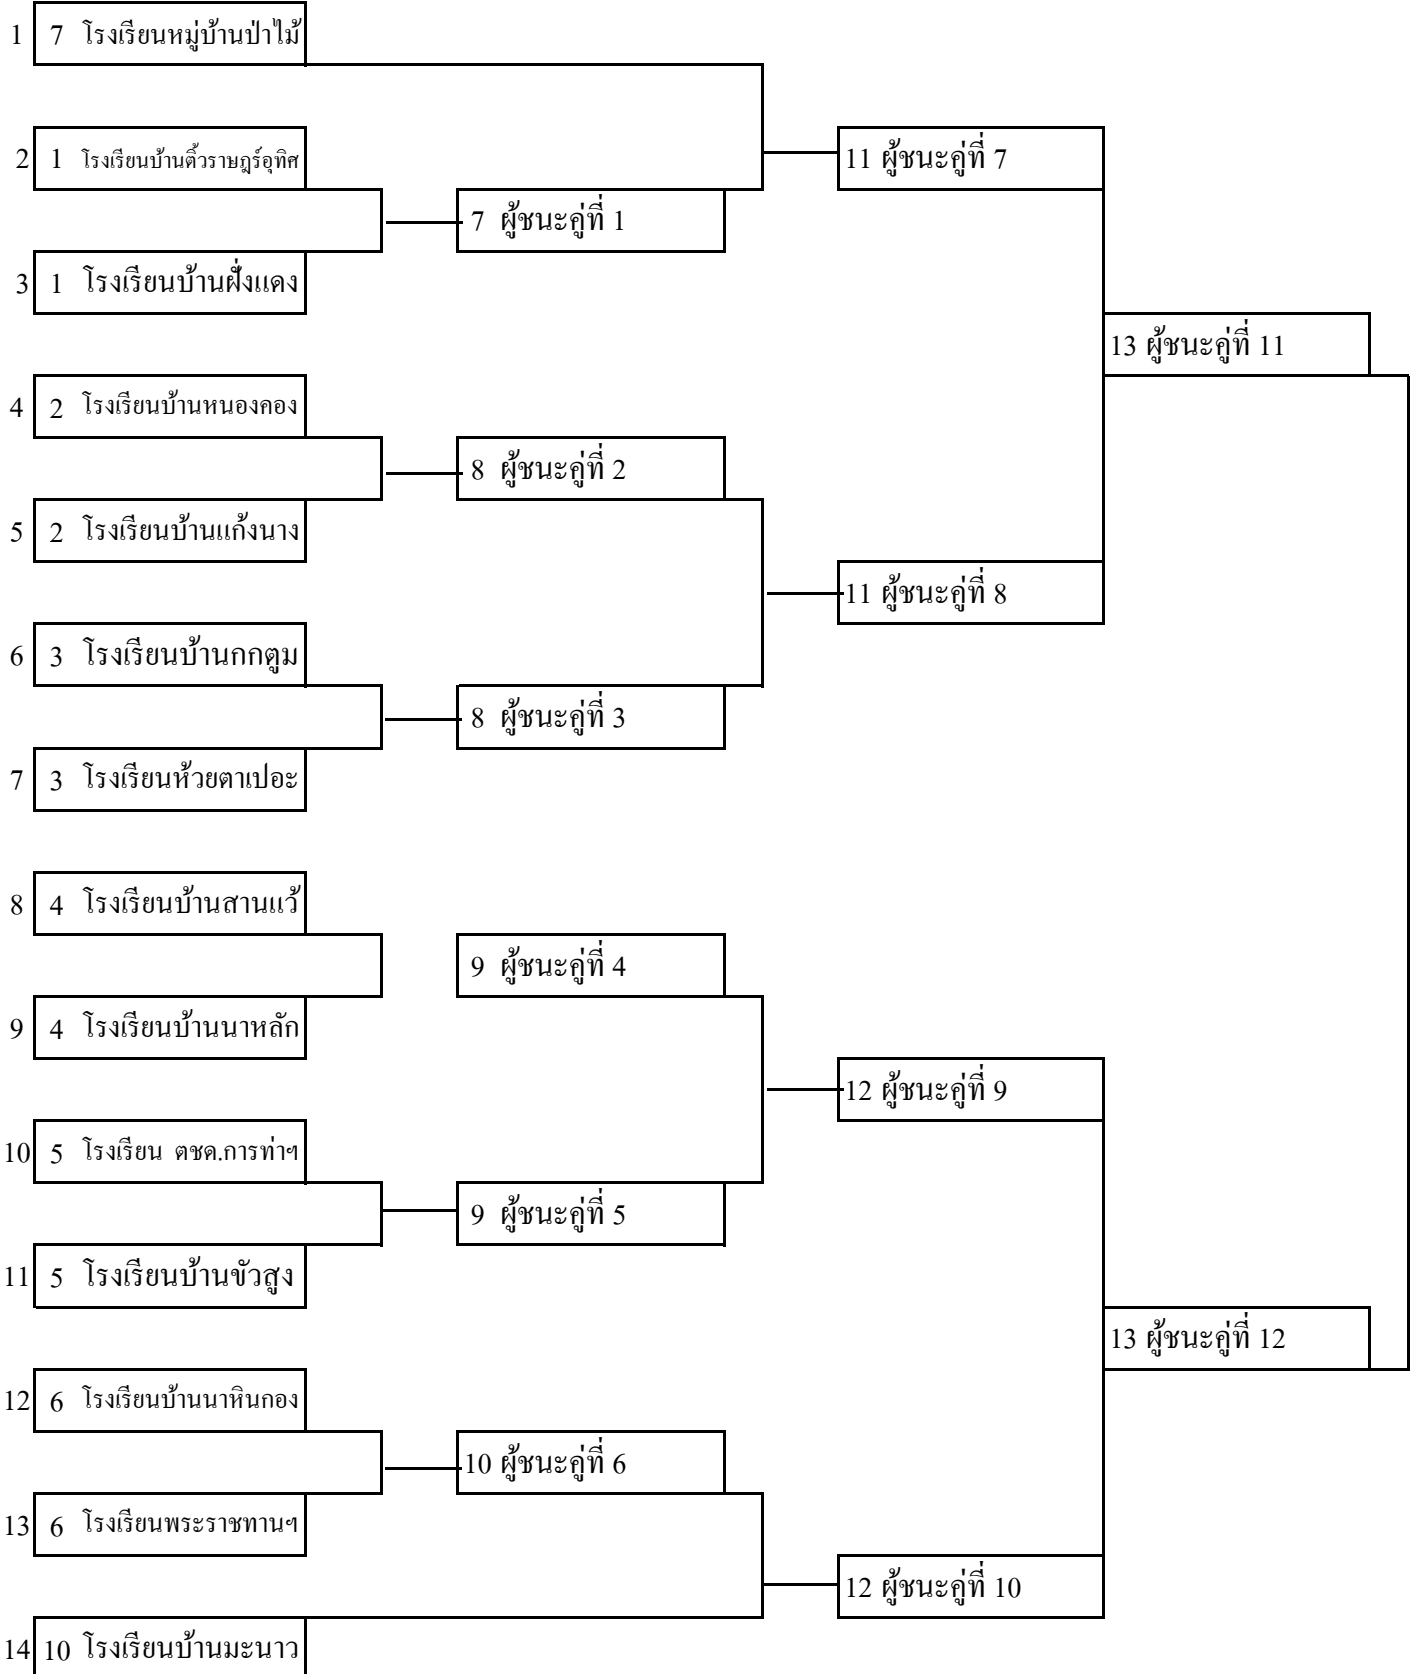 1 7 โรงเรียนหมู่บ้านป่าไม้
2 1 โรงเรียนบ้านติ้วราษฎร์อุทิศ
11 ผู้ชนะคู่ที่ 7
7 ผู้ชนะคู่ที่ 1
3 1 โรงเรียนบ้านฝั่งแดง
13 ผู้ชนะคู่ที่ 11
4 2 โรงเรียนบ้านหนองคอง
8 ผู้ชนะคู่ที่ 2
5 2 โรงเรียนบ้านแก้งนาง
11 ผู้ชนะคู่ที่ 8
6 3 โรงเรียนบ้านกกตูม
8 ผู้ชนะคู่ที่ 3
7 3 โรงเรียนห้วยตาเปอะ
8 4 โรงเรียนบ้านสานแว้
9 ผู้ชนะคู่ที่ 4
9 4 โรงเรียนบ้านนาหลัก
12 ผู้ชนะคู่ที่ 9
10 5 โรงเรียน ตชด.การท่าฯ
9 ผู้ชนะคู่ที่ 5
11 5 โรงเรียนบ้านขัวสูง
13 ผู้ชนะคู่ที่ 12
12 6 โรงเรียนบ้านนาหินกอง
10 ผู้ชนะคู่ที่ 6
13 6 โรงเรียนพระราชทานฯ
12 ผู้ชนะคู่ที่ 10
14 10 โรงเรียนบ้านมะนาว